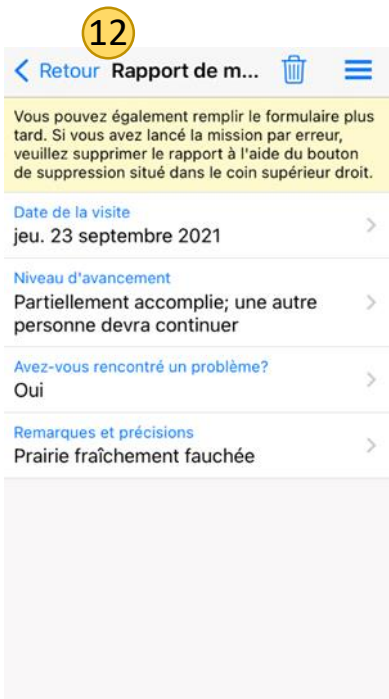 12
Retour Rapport de m...
Vous pouvez également remplir le formulaire plus
tard. Si vous avez lancé la mission par erreur,
veuillez supprimer le rapport à l'aide du bouton
de suppression situé dans le coin supérieur droit.
Date de la visite
jeu. 23 septembre 2021
Niveau d'avancement
Partiellement accomplie; une autre
personne devra continuer
Avez-vous rencontré un problème?
Oui
Remarques et précisions
Prairie fraîchement fauchée